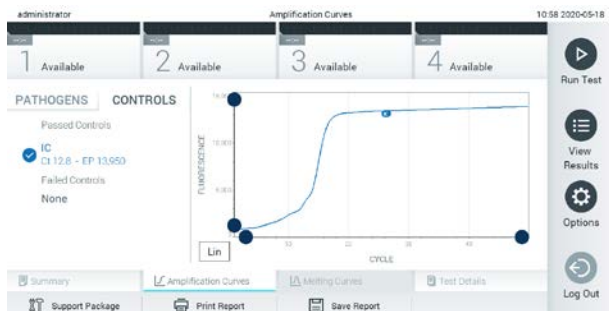 administrator Amplification Curves 10:58 2020-05-18
1 Available 2 Available 3 Available 4 Available
Run Test
PATHOGENS CONTROLS
Passed Controls
IC
Ct 12.8 - EP 13,950
Failed Controls
None
FLUORESCENCE
10,000
Lin
CYCLE
View
Results
Options
Log Out
Summary Amplification Curves Melting Curves Test Details
Support Package Print Report Save Report